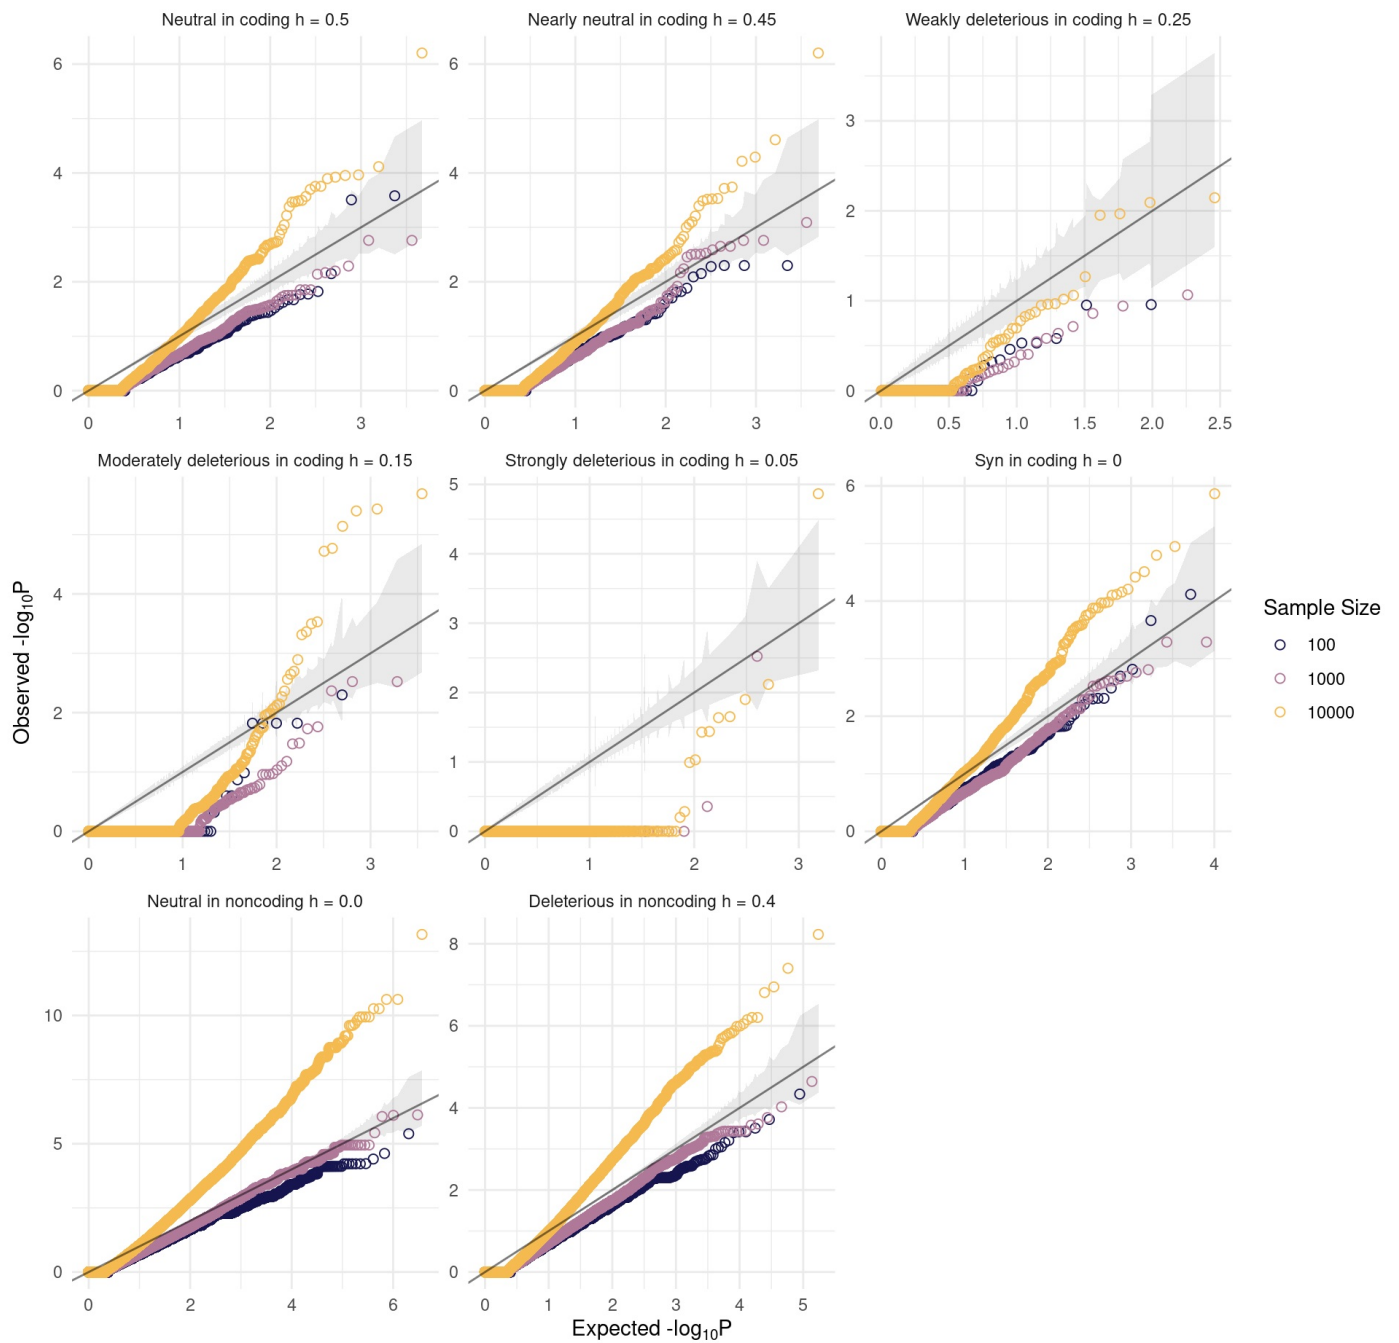 Neutral in coding h = 0.5
Nearly neutral in coding h = 0.45
Weakly deleterious in coding h = 0.25
6
4
2
0
0 1 2 3
6
4
2
0
0 1 2 3
3
2
1
0
0.0 0.5 1.0 1.5 2.0 2.5
Moderately deleterious in coding h = 0.15
Strongly deleterious in coding h = 0.05
Syn in coding h = 0
4
2
0
0 1 2 3
5
4
3
2
1
0
0 1 2 3
6
4
2
0
0 1 2 3 4
Neutral in noncoding h = 0.0
Deleterious in noncoding h = 0.4
10
5
0
0 2 4 6
8
6
4
2
0
0 1 2 3 4 5
Observed -log₁₀P
Expected -log₁₀P
Sample Size
100
1000
10000